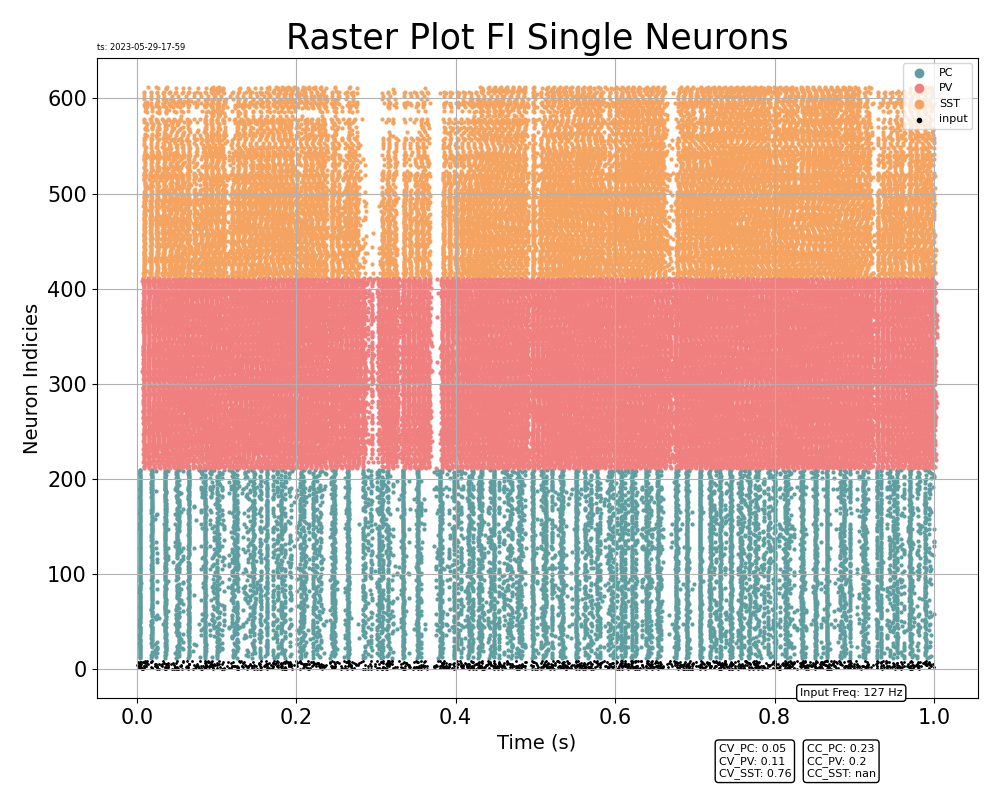 Raster Plot FI Single Neurons
ts: 2023-05-29-17-59
PC
PV
SST
input
600
500
400
300
200
100
0
Neuron Indicies
0.0 0.2 0.4 0.6 0.8 1.0
Time (s)
Input Freq: 127 Hz
CV_PC: 0.05
CV_PV: 0.11
CV_SST: 0.76
CC_PC: 0.23
CC_PV: 0.2
CC_SST: nan